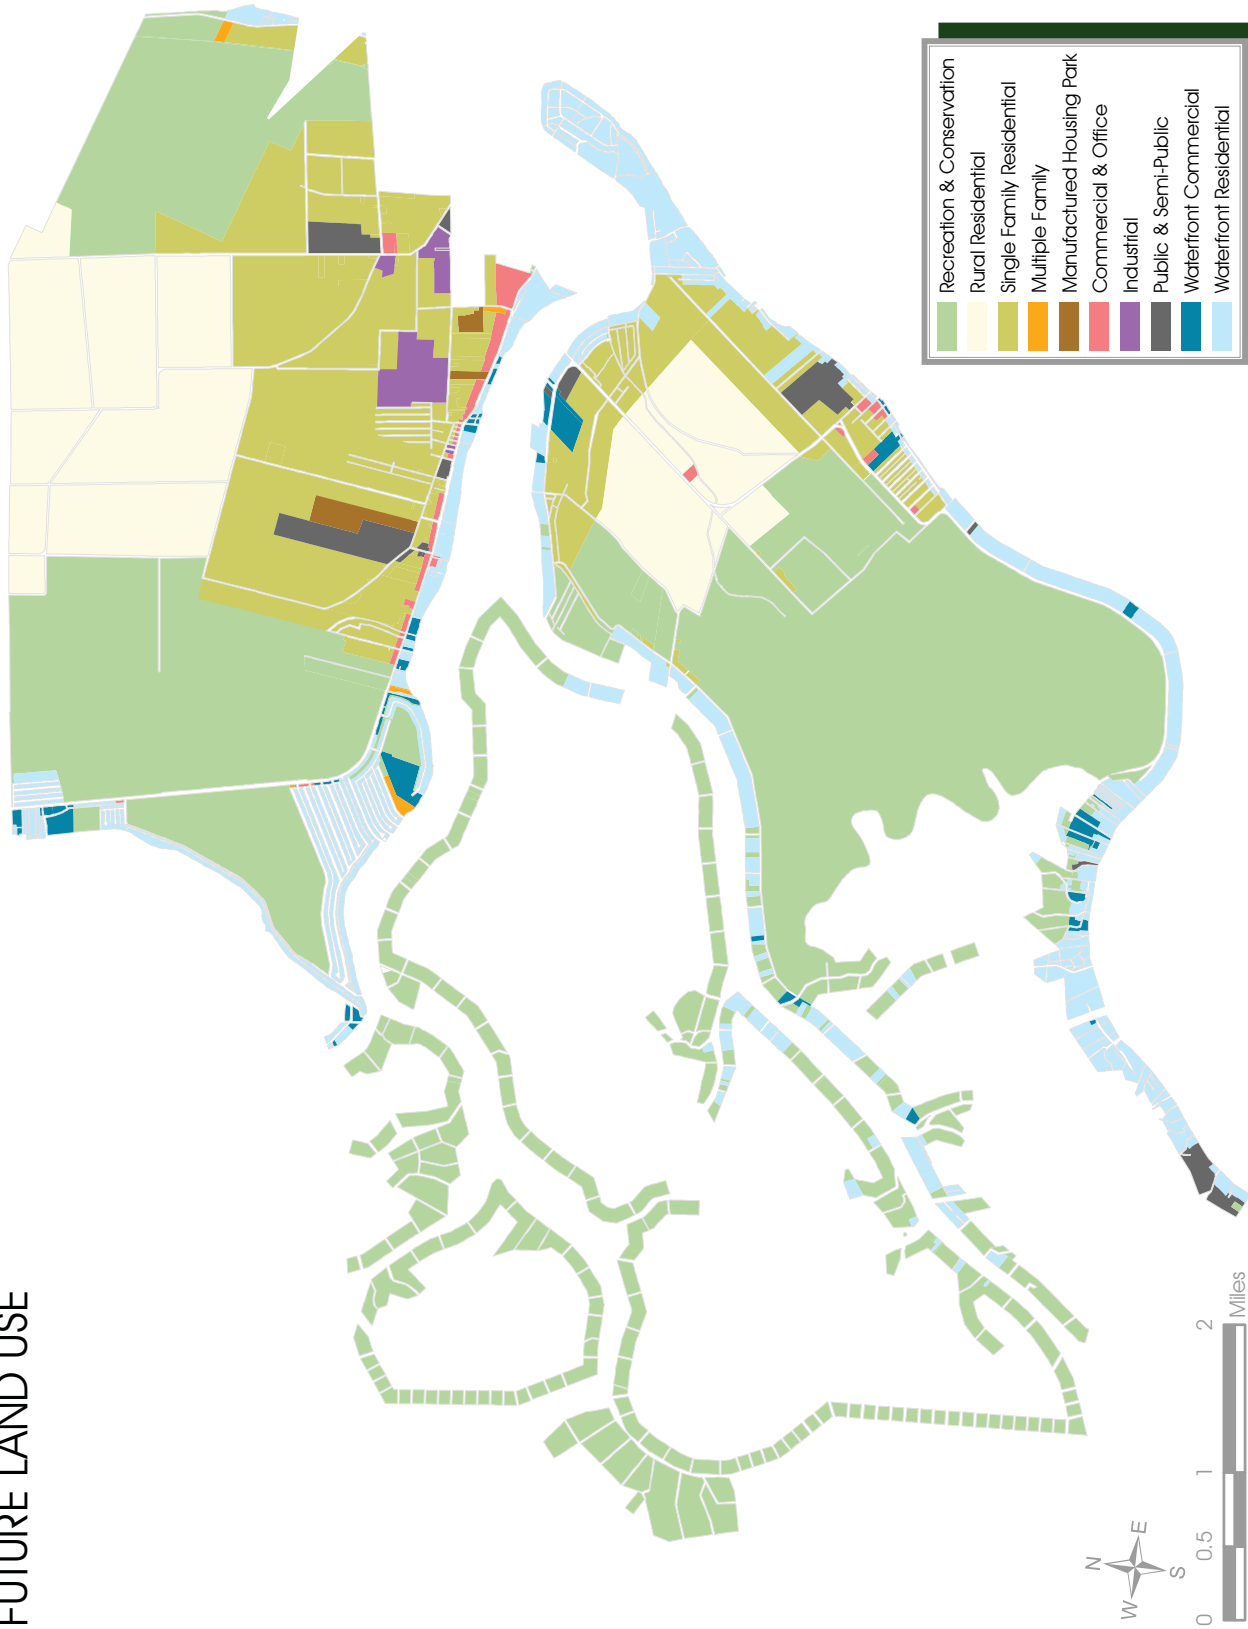 FUTURE LAND USE
Recreation & Conservation
Rural Residential
Single Family Residential
Multiple Family
Manufactured Housing Park
Commercial & Office
Industrial
Public & Semi-Public
Waterfront Commercial
Waterfront Residential
N
W E
S
0 0.5 1 2
Miles